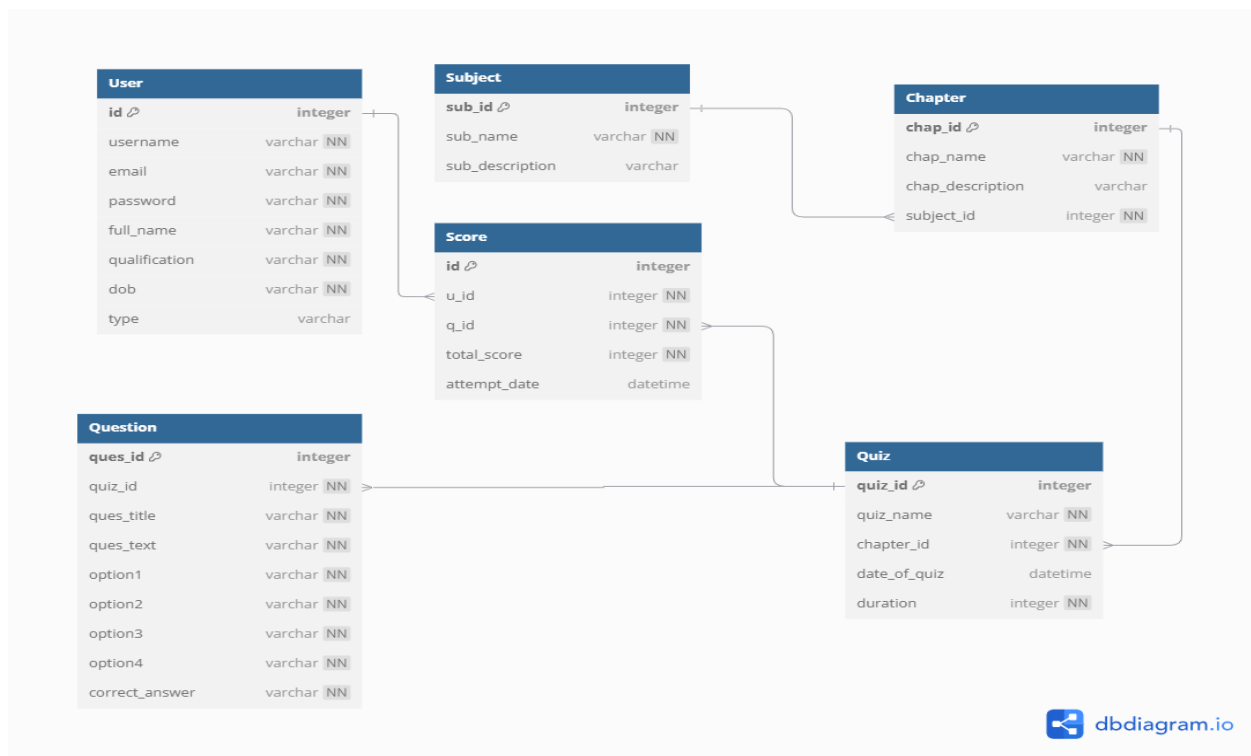 User
id integer
username varchar NN
email varchar NN
password varchar NN
full_name varchar NN
qualification varchar NN
dob varchar NN
type varchar
Subject
sub_id integer
sub_name varchar NN
sub_description varchar
Chapter
chap_id integer
chap_name varchar NN
chap_description varchar
subject_id integer NN
Score
id integer
u_id integer NN
q_id integer NN
total_score integer NN
attempt_date datetime
Question
ques_id integer
quiz_id integer NN
ques_title varchar NN
ques_text varchar NN
option1 varchar NN
option2 varchar NN
option3 varchar NN
option4 varchar NN
correct_answer varchar NN
Quiz
quiz_id integer
quiz_name varchar NN
chapter_id integer NN
date_of_quiz datetime
duration integer NN
dbdiagram.io